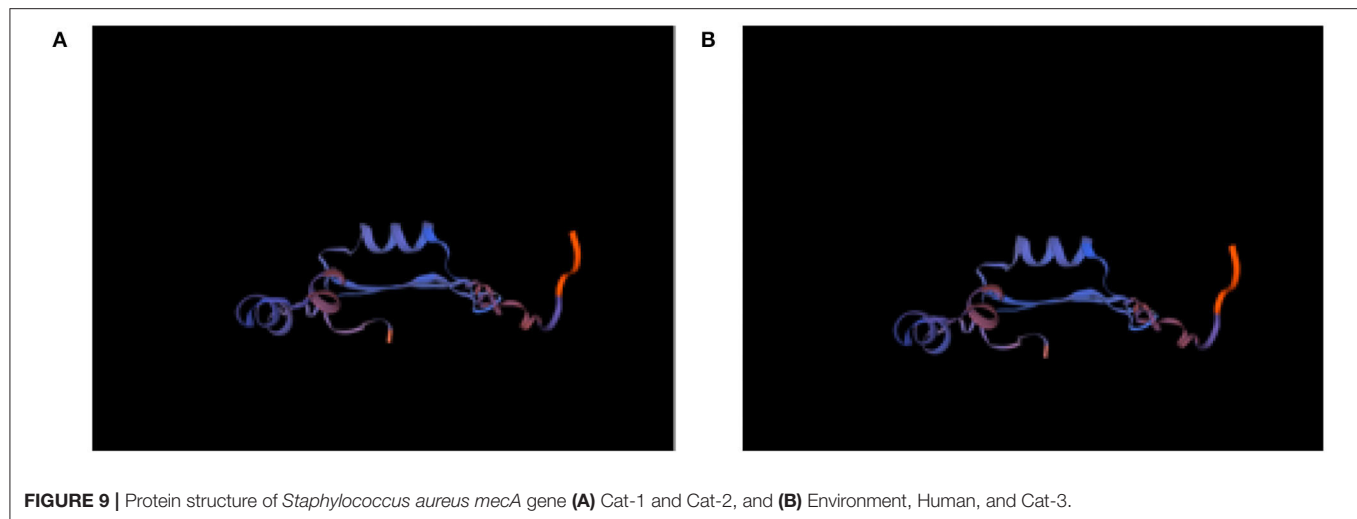 A
B
FIGURE 9 | Protein structure of Staphylococcus aureus mecA gene (A) Cat-1 and Cat-2, and (B) Environment, Human, and Cat-3.